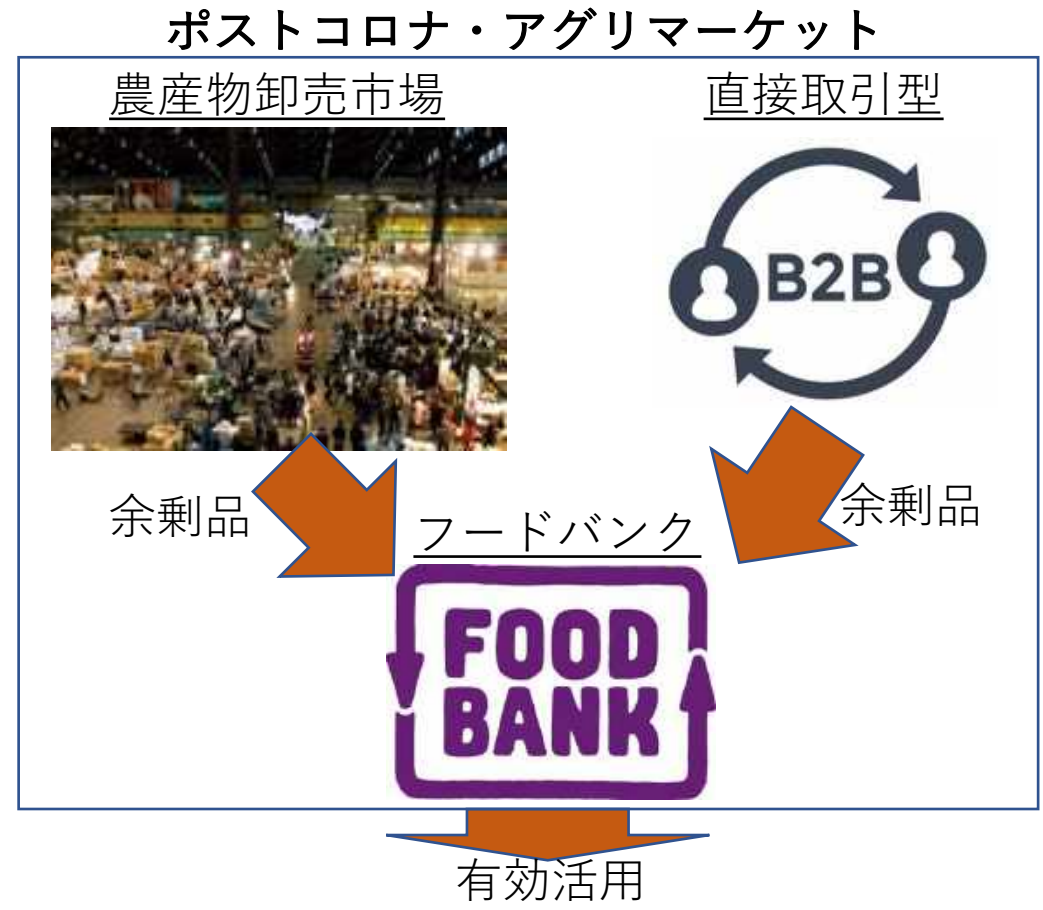 ポストコロナ・アグリマーケット
農産物卸売市場
直接取引型
B2B
余剰品
余剰品
フードバンク
FOOD
BANK
有効活用